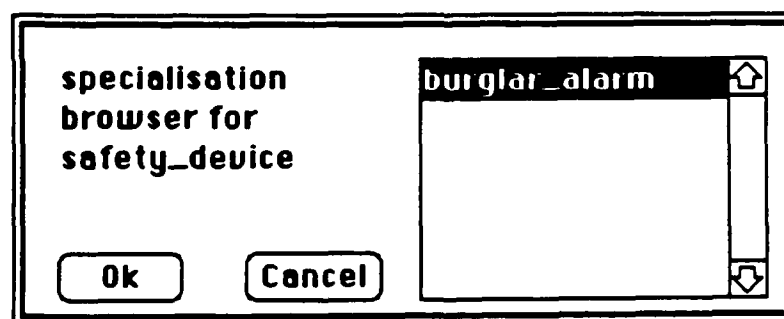 specialisation
browser for
safety_device
burglar_alarm
Ok
Cancel